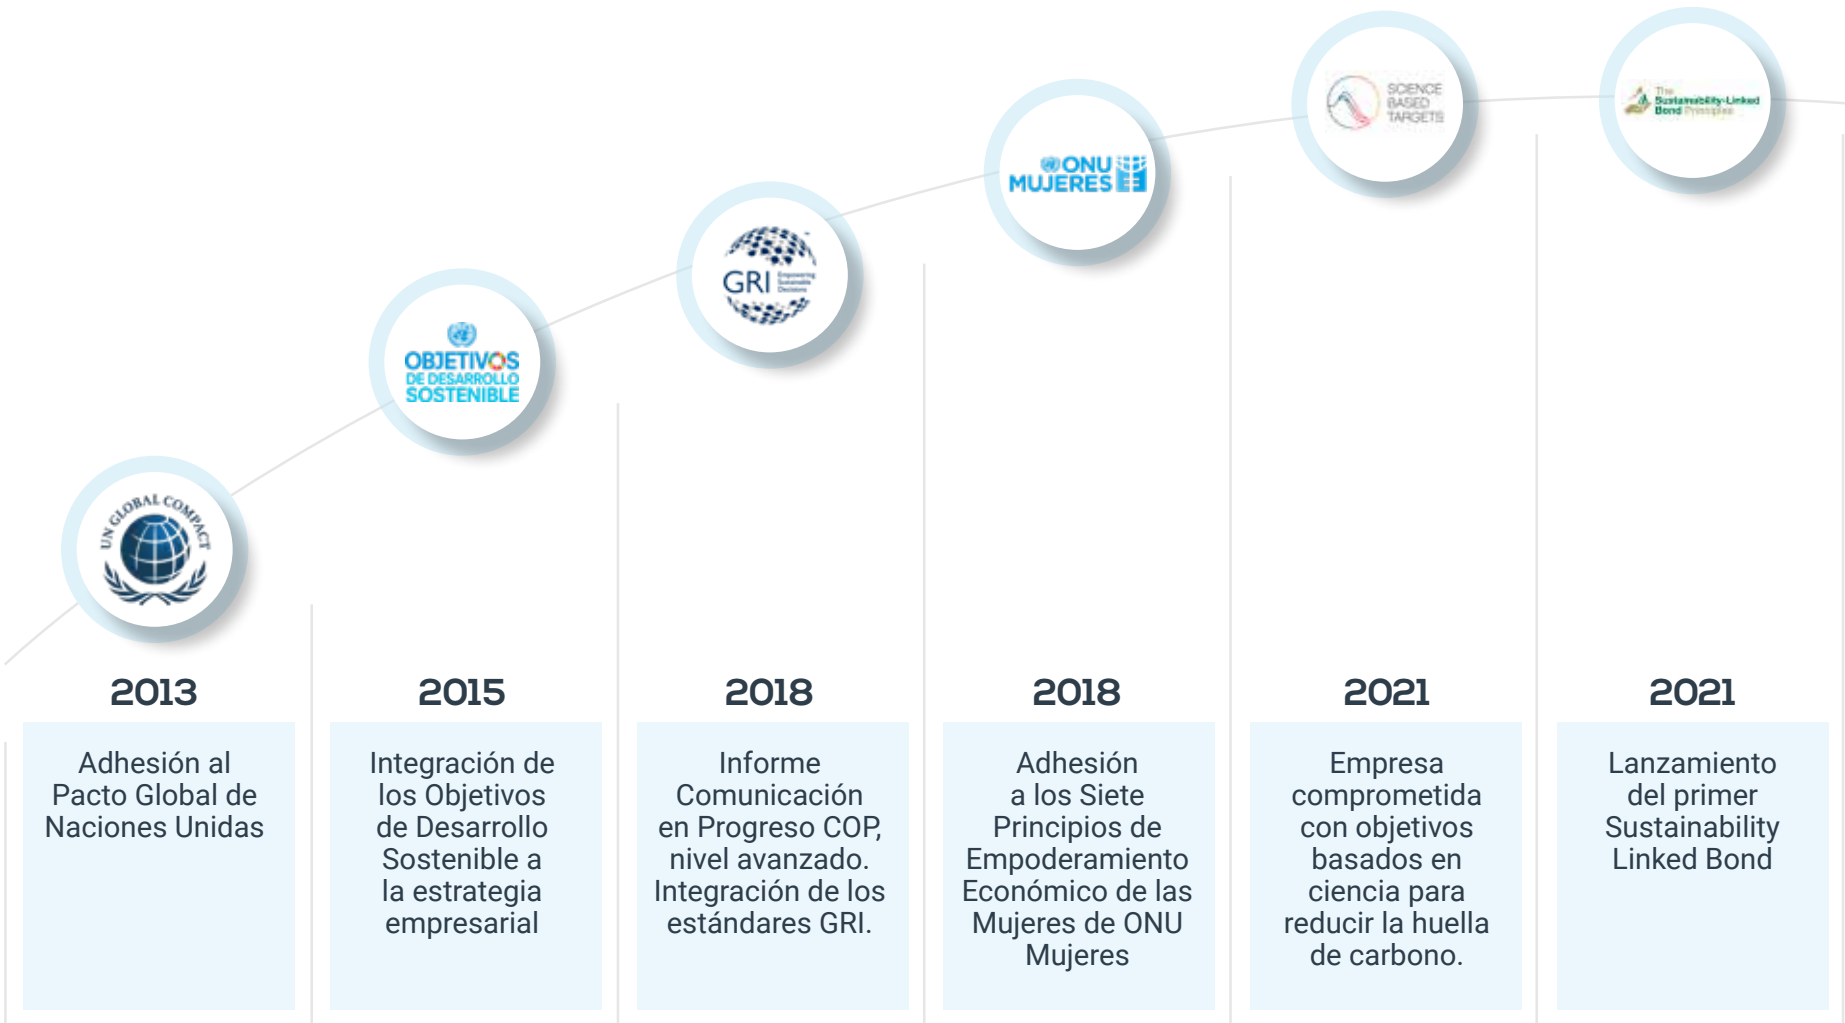 SCIENCE
BASED
TARGETS
The
Sustainability-Linked
Bond Principles
ONU
MUJERES
GRI
Empowering
Sustainable
Decisions
OBJETIVOS
DE DESARROLLO
SOSTENIBLE
UN GLOBAL COMPACT
2013
Adhesión al
Pacto Global de
Naciones Unidas
2015
Integración de
los Objetivos
de Desarrollo
Sostenible a
la estrategia
empresarial
2018
Informe
Comunicación
en Progreso COP,
nivel avanzado.
Integración de los
estándares GRI.
2018
Adhesión
a los Siete
Principios de
Empoderamiento
Económico de las
Mujeres de ONU
Mujeres
2021
Empresa
comprometida
con objetivos
basados en
ciencia para
reducir la huella
de carbono.
2021
Lanzamiento
del primer
Sustainability
Linked Bond